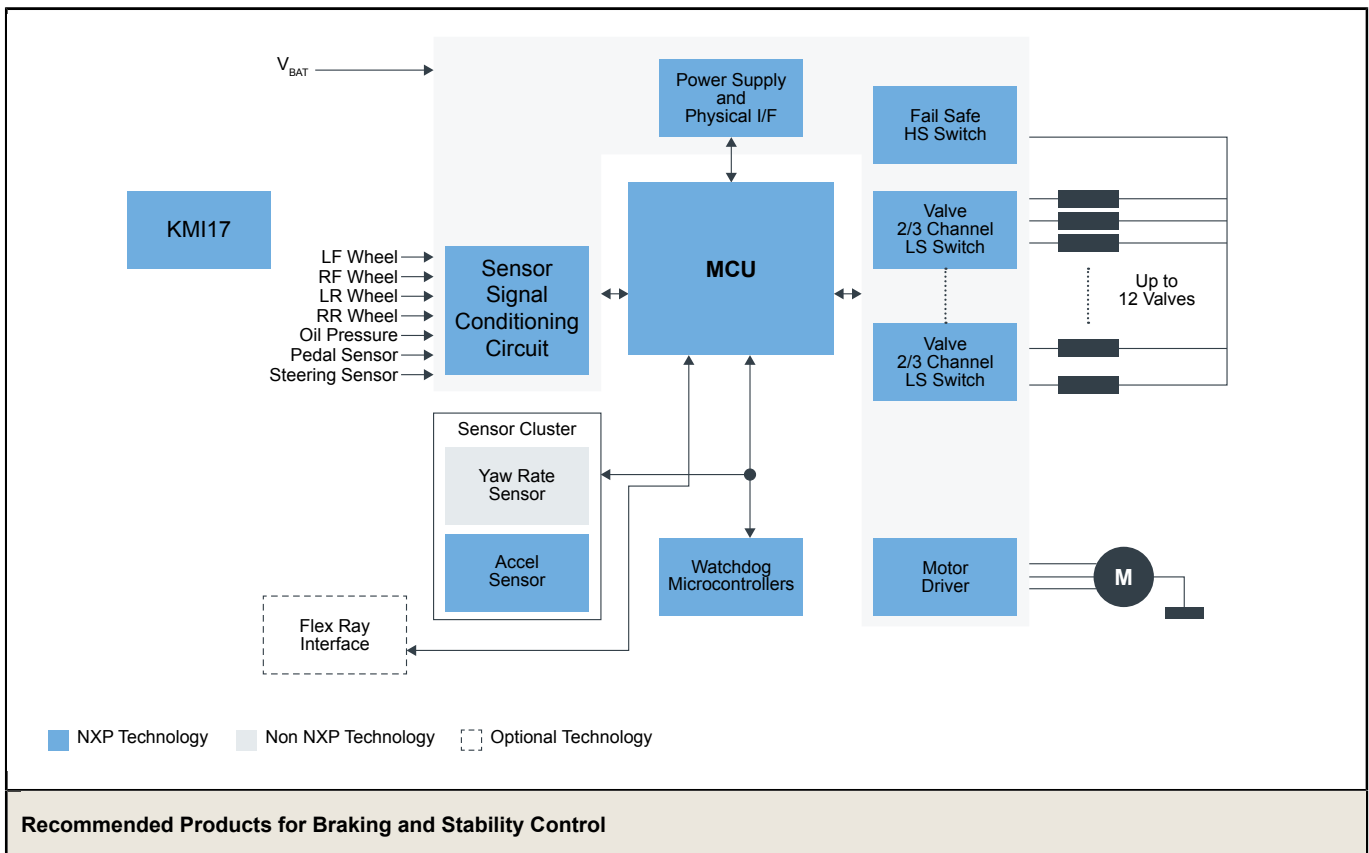 V_BAT
Power Supply
and
Physical I/F
Fail Safe
HS Switch
KMI17
LF Wheel
RF Wheel
LR Wheel
RR Wheel
Oil Pressure
Pedal Sensor
Steering Sensor
Sensor
Signal
Conditioning
Circuit
MCU
Valve
2/3 Channel
LS Switch
Up to
12 Valves
Valve
2/3 Channel
LS Switch
Sensor Cluster
Yaw Rate
Sensor
Accel
Sensor
Watchdog
Microcontrollers
Motor
Driver
M
Flex Ray
Interface
NXP Technology
Non NXP Technology
Optional Technology
Recommended Products for Braking and Stability Control